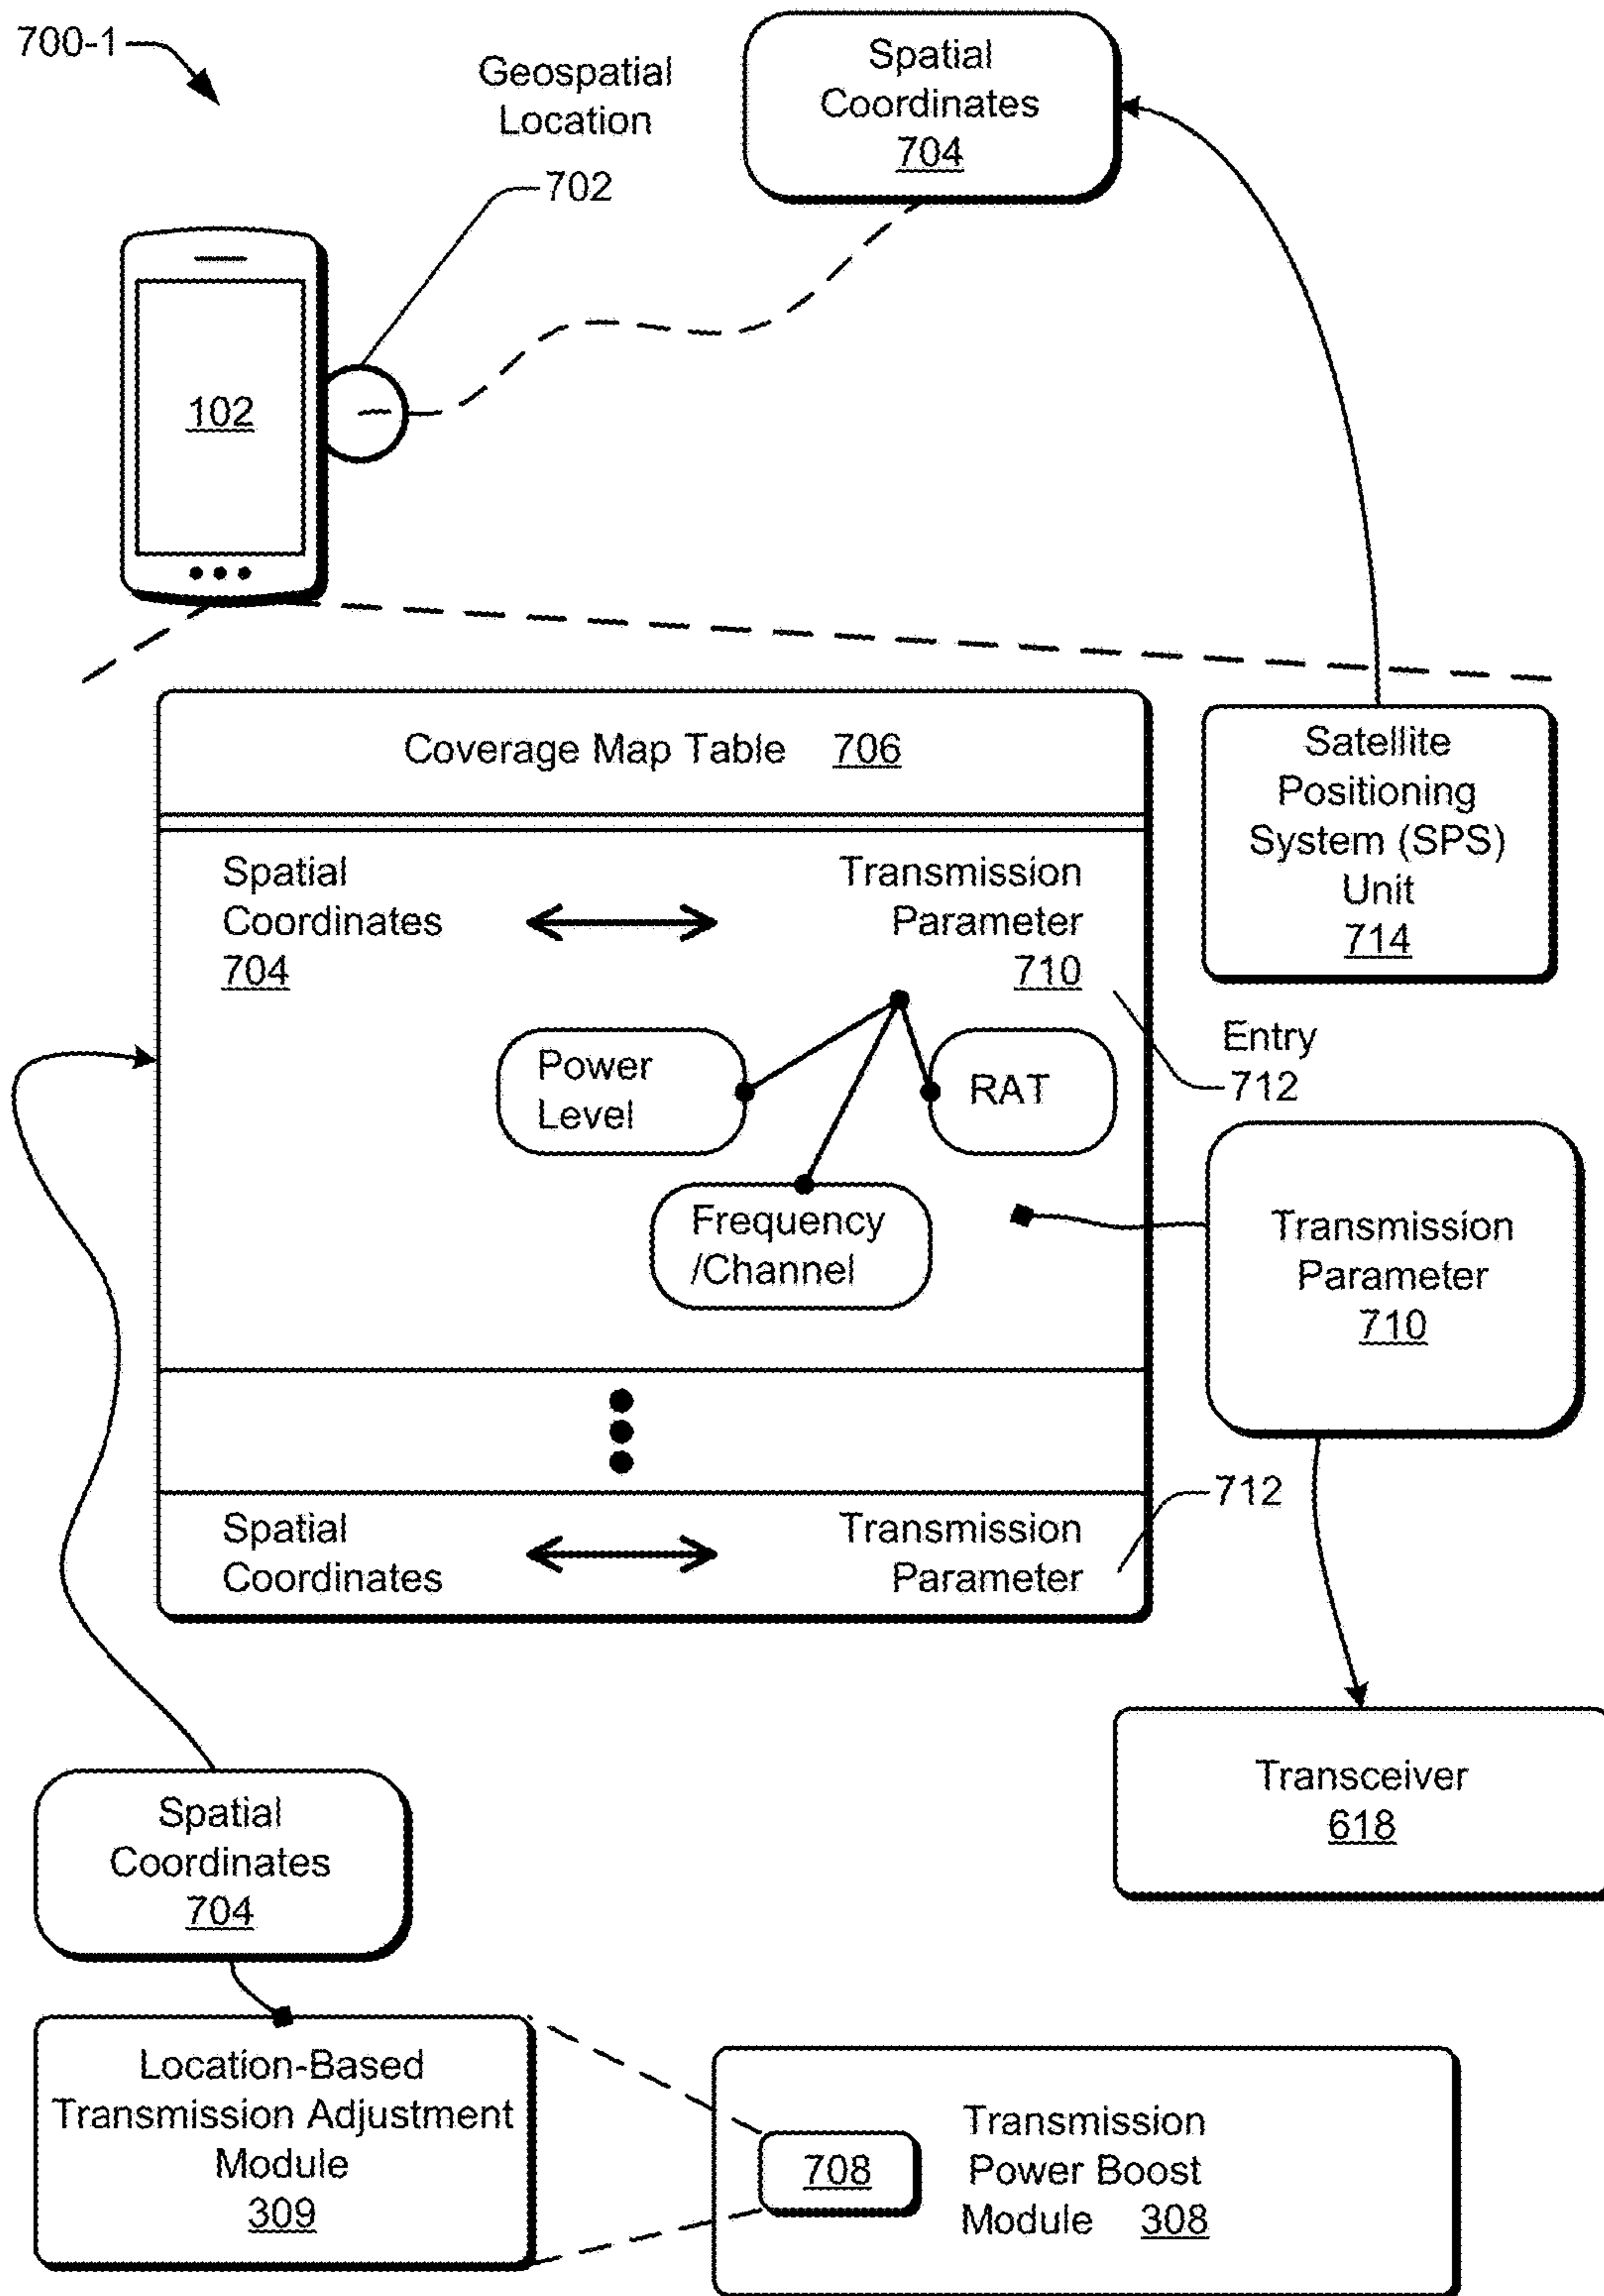 700-1
Geospatial
Location
702
Spatial
Coordinates
704
102
Coverage Map Table 706
Satellite
Positioning
System (SPS)
Unit
714
Spatial
Coordinates
704
Transmission
Parameter
710
Entry
712
Power
Level
RAT
Frequency
/Channel
Transmission
Parameter
710
Spatial
Coordinates
Transmission
Parameter
712
Transceiver
618
Spatial
Coordinates
704
Location-Based
Transmission Adjustment
Module
309
708
Transmission
Power Boost
Module 308